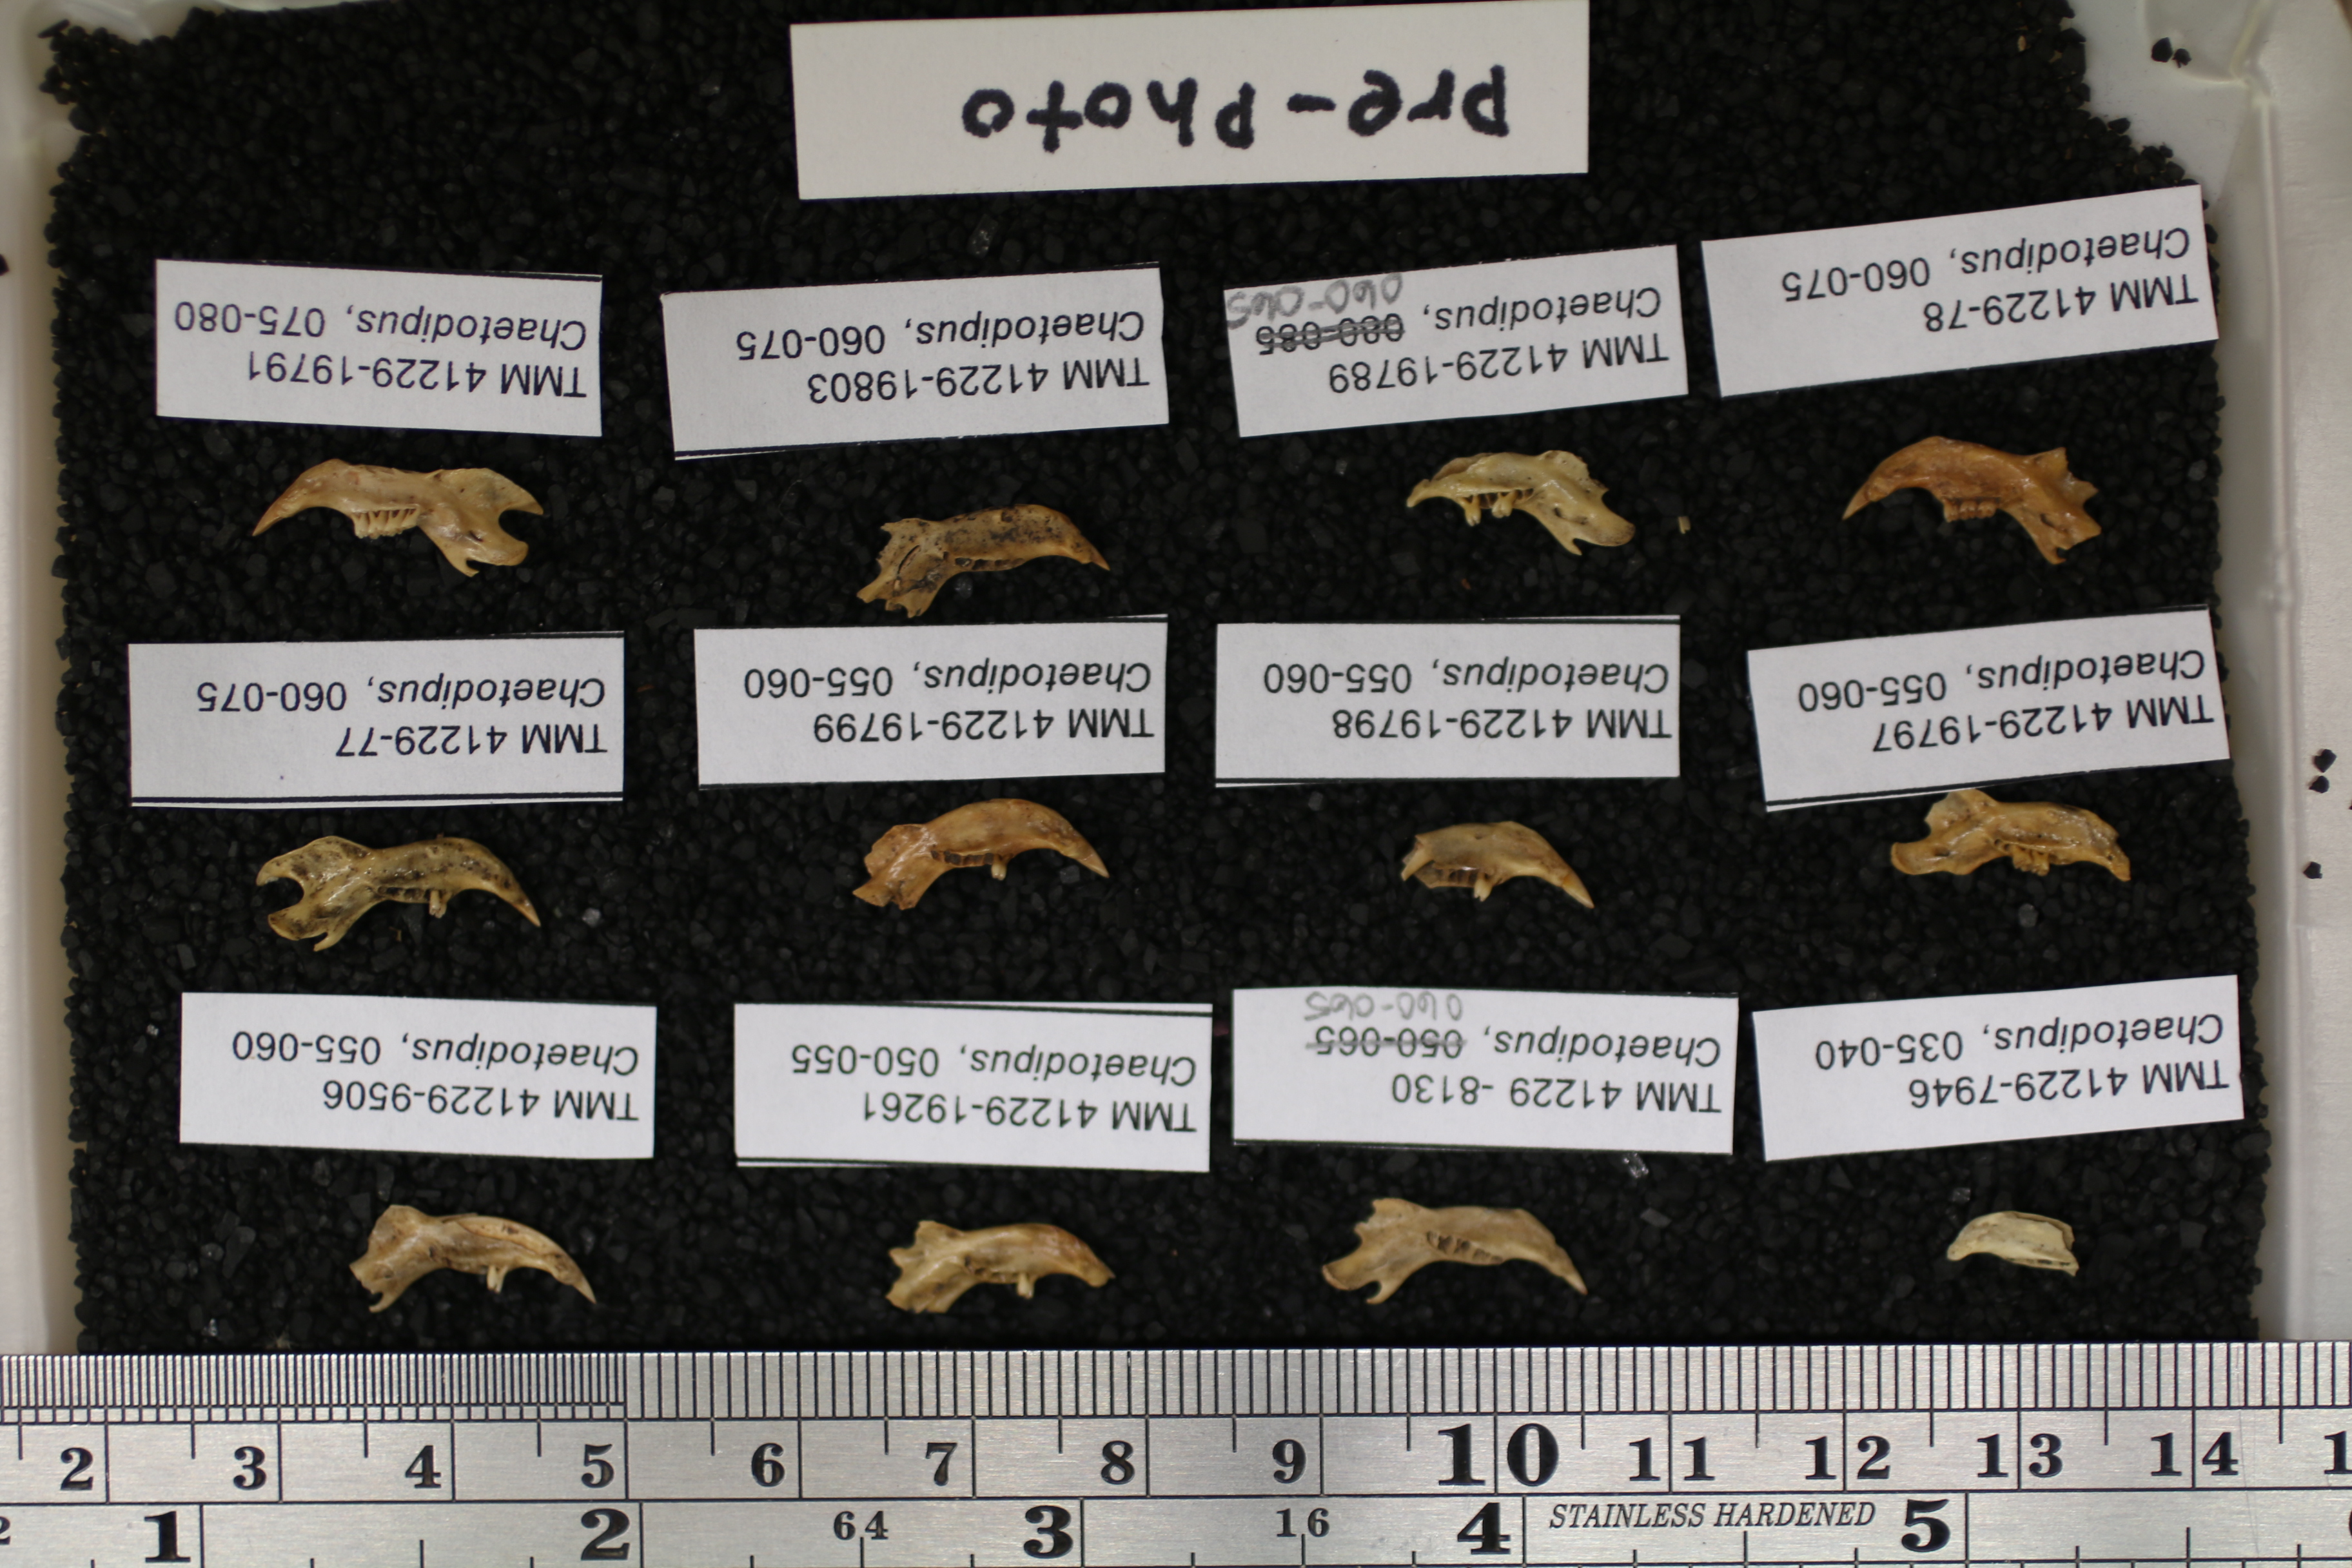 Pre-Photo
TMM 41229-19791
Chaetodipus, 075-080
TMM 41229-19803
Chaetodipus, 060-075
TMM 41229-19789
Chaetodipus, 080-085
060-065
TMM 41229-78
Chaetodipus, 060-075
TMM 41229-77
Chaetodipus, 060-075
TMM 41229-19799
Chaetodipus, 055-060
TMM 41229-19798
Chaetodipus, 055-060
TMM 41229-19797
Chaetodipus, 055-060
TMM 41229-9506
Chaetodipus, 055-060
TMM 41229-19261
Chaetodipus, 050-055
TMM 41229 -8130
Chaetodipus, 050-065
060-065
TMM 41229-7946
Chaetodipus, 035-040
2 3 4 5 6 7 8 9 10 11 12 13 14
1 2 64 3 16 4 STAINLESS HARDENED 5